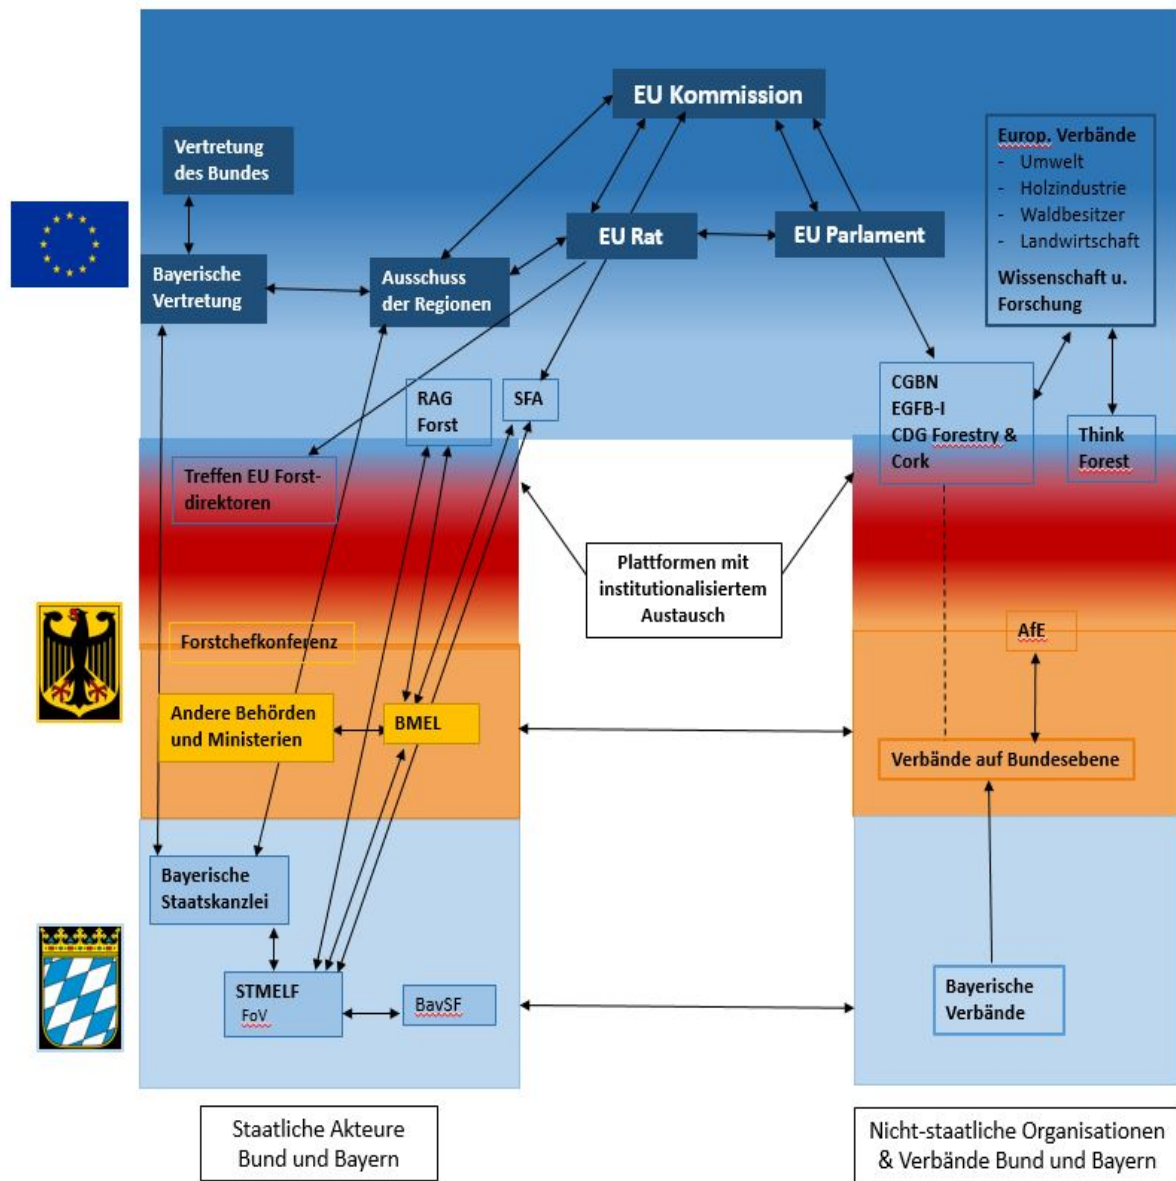 EU Kommission
Vertretung
des Bundes
Europ. Verbände
- Umwelt
- Holzindustrie
- Waldbesitzer
- Landwirtschaft
Wissenschaft u.
Forschung
EU Rat
EU Parlament
Bayerische
Vertretung
Ausschuss
der Regionen
RAG
Forst
SFA
CGBN
EGFB-I
CDG Forestry &
Cork
Think
Forest
Treffen EU Forst-
direktoren
Plattformen mit
institutionalisiertem
Austausch
Forstchefkonferenz
AfE
Andere Behörden
und Ministerien
BMEL
Verbände auf Bundesebene
Bayerische
Staatskanzlei
STMELF
FoV
BavSF
Bayerische
Verbände
Staatliche Akteure
Bund und Bayern
Nicht-staatliche Organisationen
& Verbände Bund und Bayern